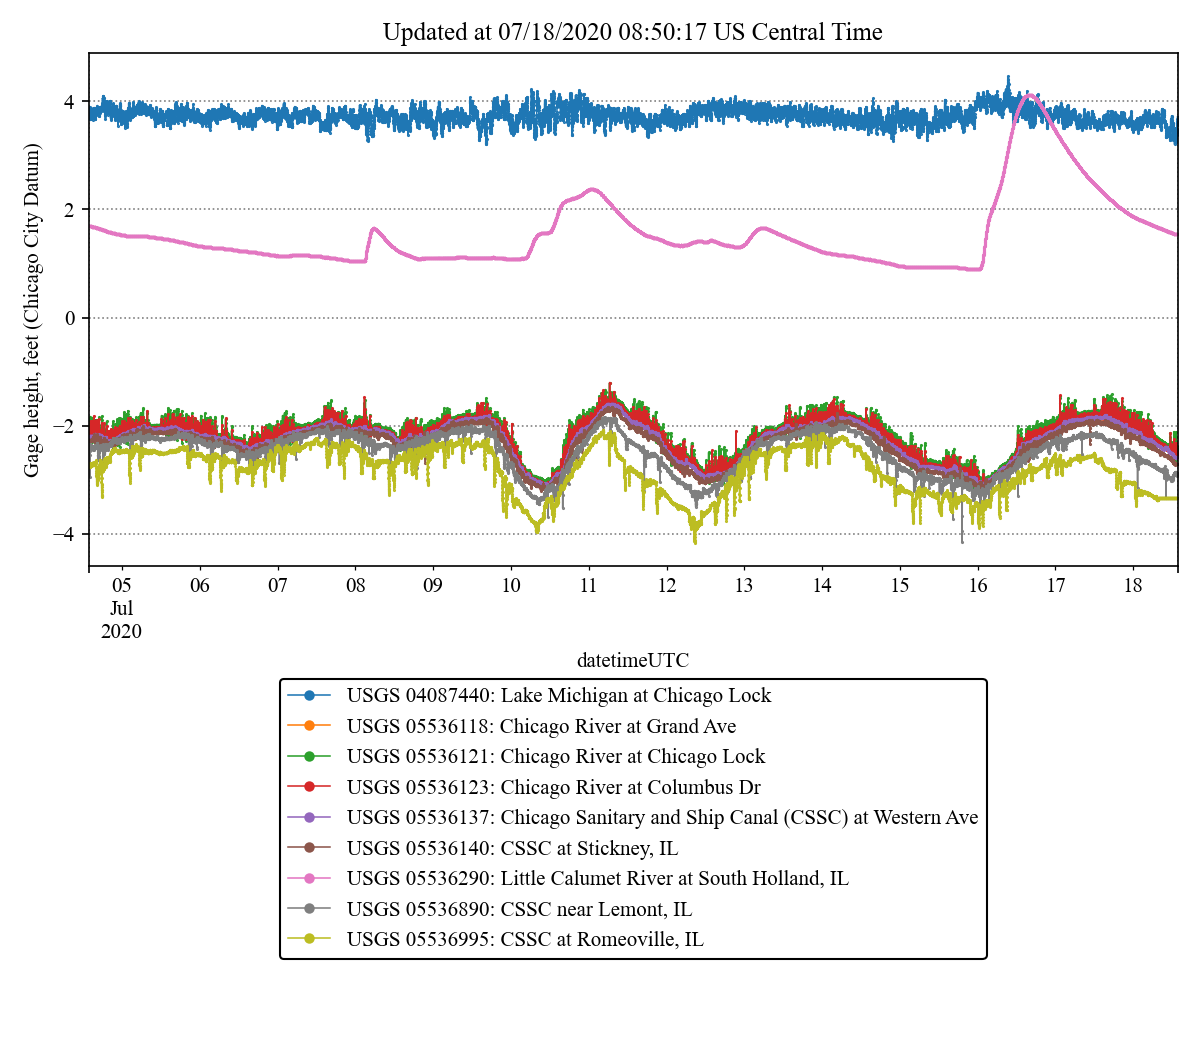 Updated at 07/18/2020 08:50:17 US Central Time
Gage height, feet (Chicago City Datum)
4
2
0
−2
−4
05 06 07 08 09 10 11 12 13 14 15 16 17 18
Jul
2020
datetimeUTC
USGS 04087440: Lake Michigan at Chicago Lock
USGS 05536118: Chicago River at Grand Ave
USGS 05536121: Chicago River at Chicago Lock
USGS 05536123: Chicago River at Columbus Dr
USGS 05536137: Chicago Sanitary and Ship Canal (CSSC) at Western Ave
USGS 05536140: CSSC at Stickney, IL
USGS 05536290: Little Calumet River at South Holland, IL
USGS 05536890: CSSC near Lemont, IL
USGS 05536995: CSSC at Romeoville, IL